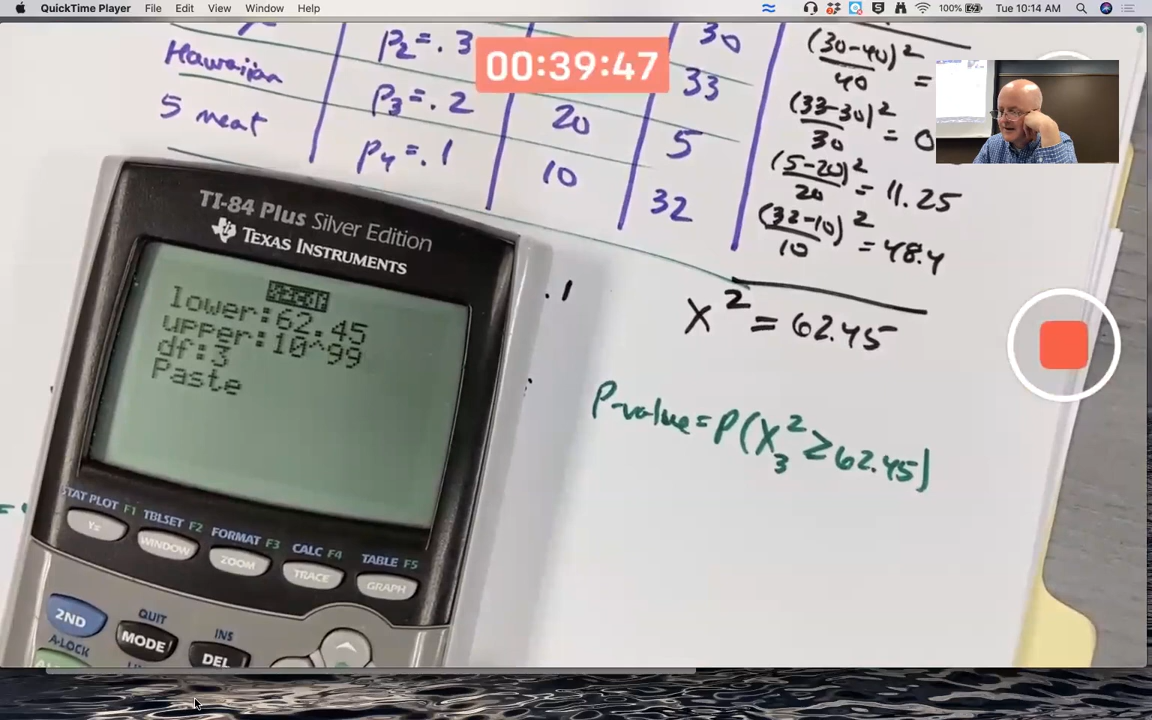 QuickTime Player File Edit View Window Help 100% Tue 10:14 AM
00:39:47
P2=.3 30
Hawaiian P3=.2 20 33
5 meat P4=.1 10 5
32
(30-40)²
40 =
(33-30)²
30 = 0
(5-20)²
20 = 11.25
(32-10)²
10 = 48.4
.1
X² = 62.45
P-value = P(X²₃ ≥ 62.45)
TI-84 Plus Silver Edition
TEXAS INSTRUMENTS
X²cdf
lower:62.45
upper:10^99
df:3
Paste
STAT PLOT F1 TBLSET F2 FORMAT F3 CALC F4 TABLE F5
Y= WINDOW ZOOM TRACE GRAPH
QUIT INS
2ND MODE DEL
A-LOCK